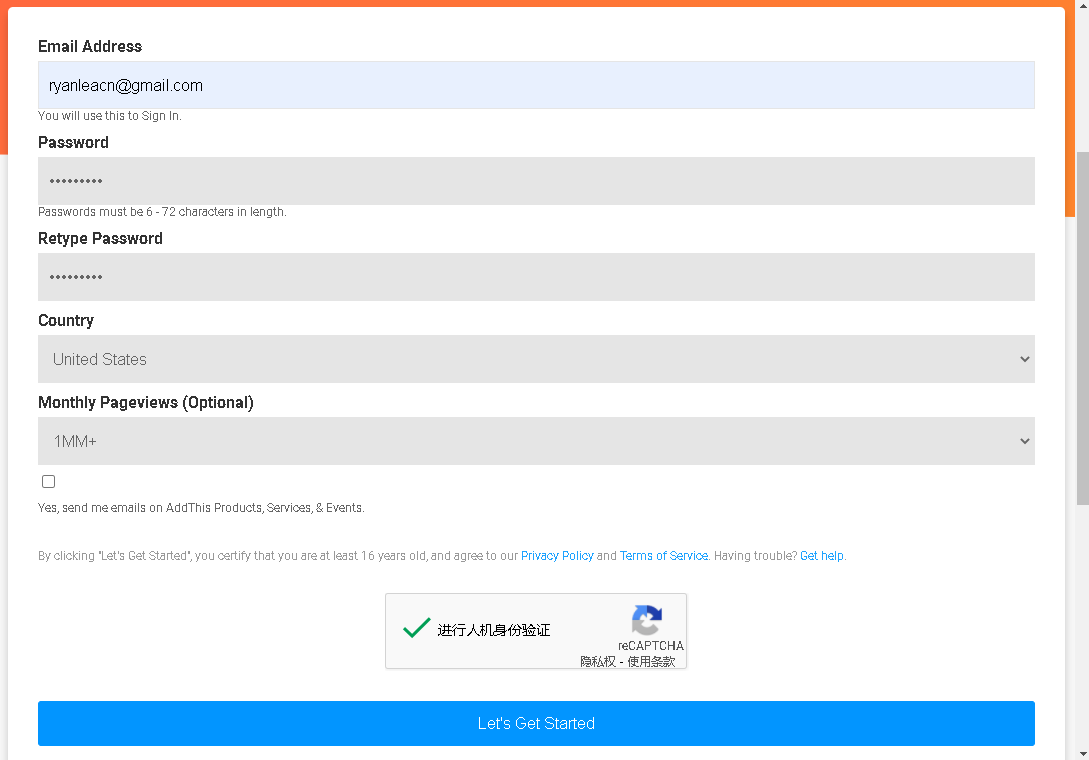 Email Address
ryanleacn@gmail.com
You will use this to Sign In.
Password
•••••••••
Passwords must be 6 - 72 characters in length.
Retype Password
•••••••••
Country
United States
Monthly Pageviews (Optional)
1MM+
Yes, send me emails on AddThis Products, Services, & Events.
By clicking "Let's Get Started", you certify that you are at least 16 years old, and agree to our Privacy Policy and Terms of Service. Having trouble? Get help.
进行人机身份验证
reCAPTCHA
隐私权 - 使用条款
Let's Get Started